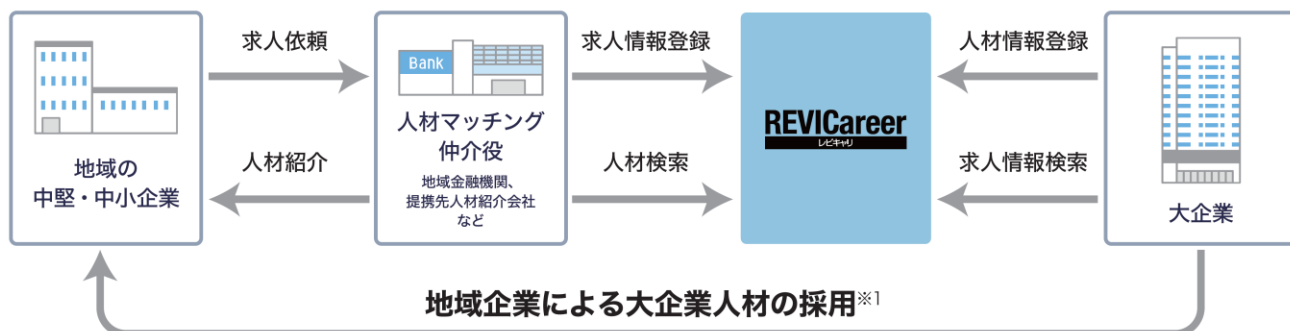 求人依頼
求人情報登録
人材情報登録
Bank
REVICareer
レビキャリ
人材マッチング
仲介役
地域金融機関、
提携先人材紹介会社
など
地域の
中堅・中小企業
人材紹介
人材検索
求人情報検索
大企業
地域企業による大企業人材の採用※1